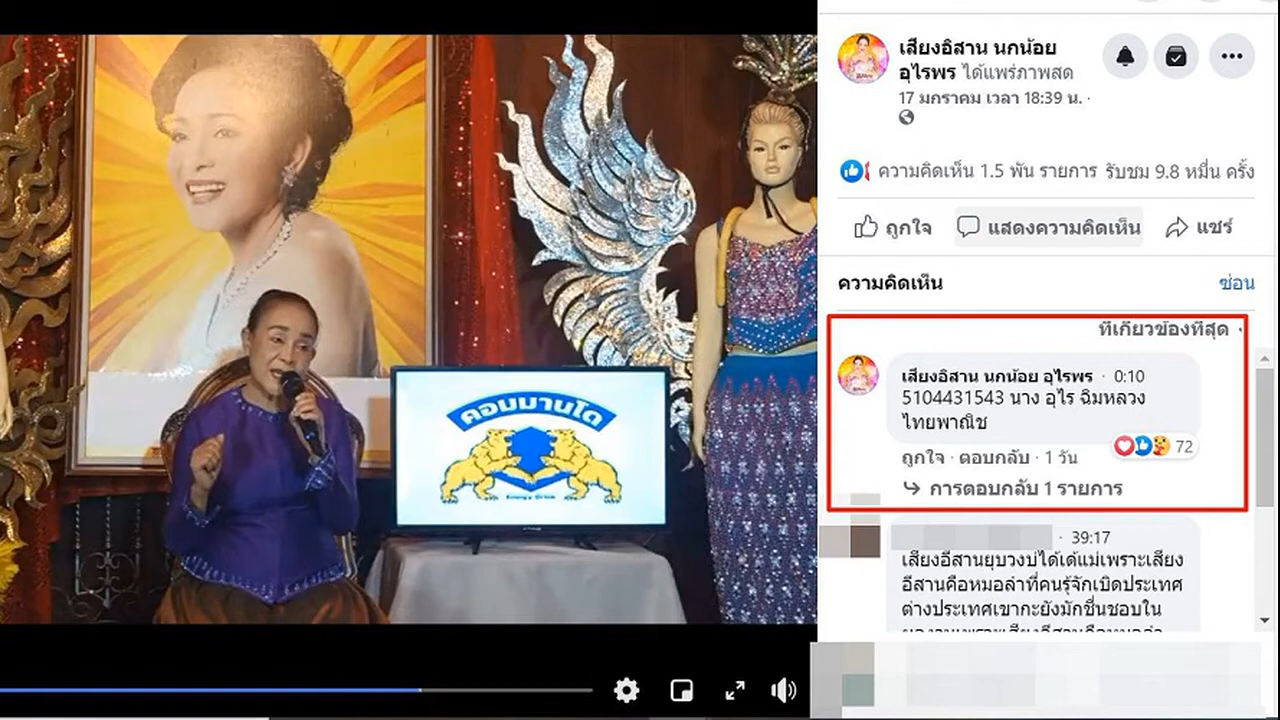 เสียงอิสาน นกน้อย
อุไรพร ได้แพร่ภาพสด
17 มกราคม เวลา 18:39 น. ·
ความคิดเห็น 1.5 พัน รายการ รับชม 9.8 หมื่น ครั้ง
ถูกใจ แสดงความคิดเห็น แชร์
ความคิดเห็น ซ่อน
ที่เกี่ยวข้องที่สุด
เสียงอิสาน นกน้อย อุไรพร · 0:10
5104431543 นาง อุไร ฉิมหลวง
ไทยพาณิช
72
ถูกใจ · ตอบกลับ · 1 วัน
การตอบกลับ 1 รายการ
· 39:17
เสียงอีสานยุบวงบ่ได้เด้แม่เพราะเสียง
อีสานคือหมอลำที่คนรุ้จักเบิดประเทศ
ต่างประเทศเขากะยังมักชื่นชอบใน
คอมมานโด
Energy Drink